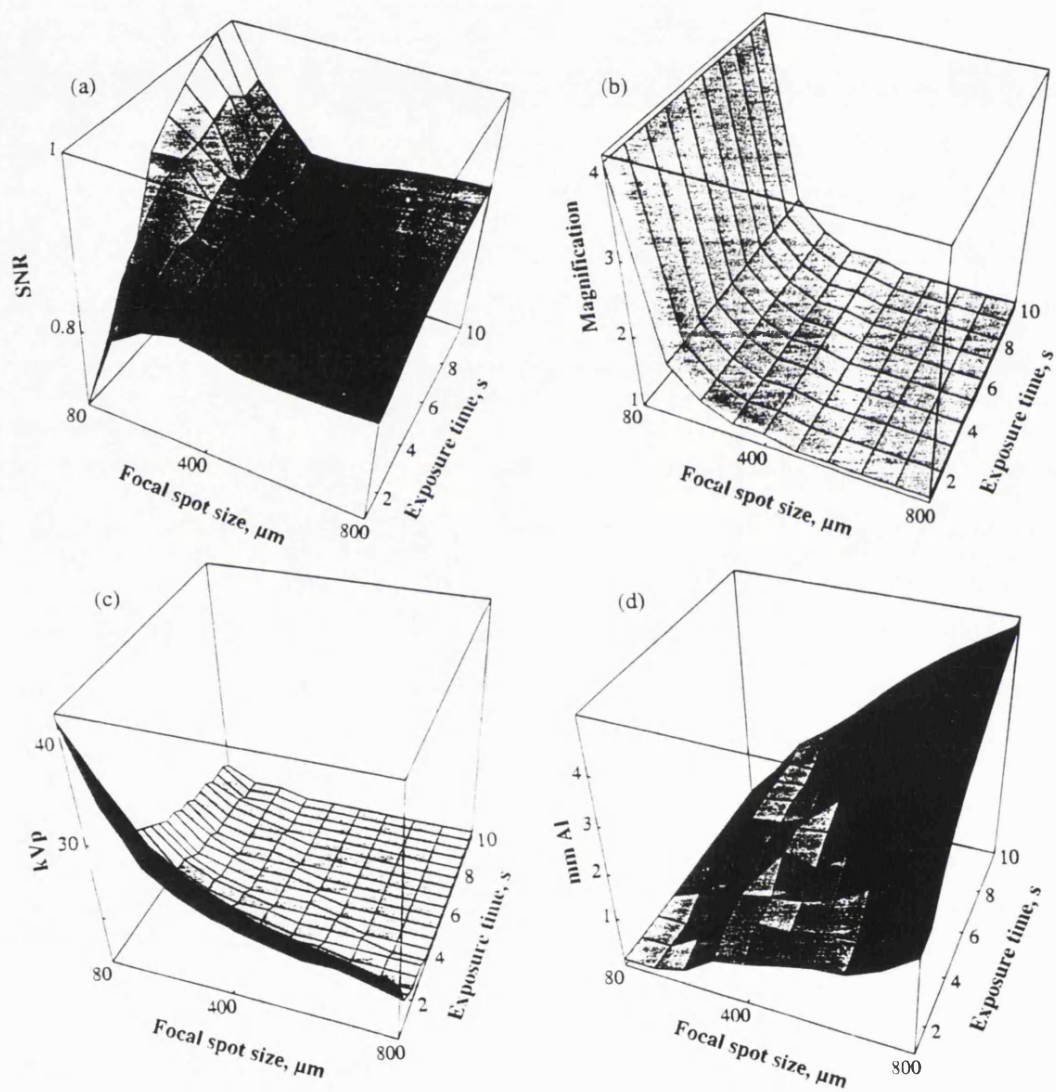 (a)
1
SNR
0.8
80
400
800
Focal spot size, µm
2
4
6
8
10
Exposure time, s
(b)
4
3
2
1
Magnification
80
400
800
Focal spot size, µm
2
4
6
8
10
Exposure time, s
(c)
40
30
kVp
80
400
800
Focal spot size, µm
2
4
6
8
10
Exposure time, s
(d)
4
3
2
1
mm Al
80
400
800
Focal spot size, µm
2
4
6
8
10
Exposure time, s